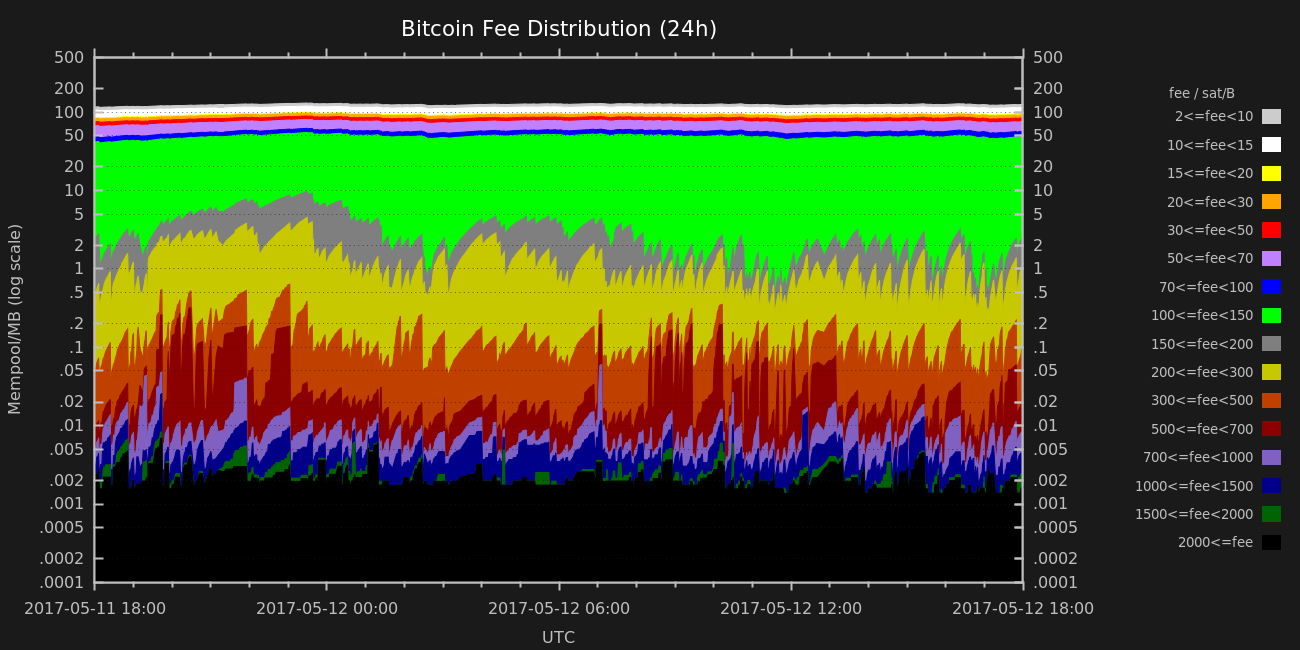 Bitcoin Fee Distribution (24h)
500
200
100
50
20
10
5
2
1
.5
.2
.1
.05
.02
.01
.005
.002
.001
.0005
.0002
.0001
Mempool/MB (log scale)
500
200
100
50
20
10
5
2
1
.5
.2
.1
.05
.02
.01
.005
.002
.001
.0005
.0002
.0001
2017-05-11 18:00
2017-05-12 00:00
2017-05-12 06:00
2017-05-12 12:00
2017-05-12 18:00
UTC
fee / sat/B
2<=fee<10
10<=fee<15
15<=fee<20
20<=fee<30
30<=fee<50
50<=fee<70
70<=fee<100
100<=fee<150
150<=fee<200
200<=fee<300
300<=fee<500
500<=fee<700
700<=fee<1000
1000<=fee<1500
1500<=fee<2000
2000<=fee